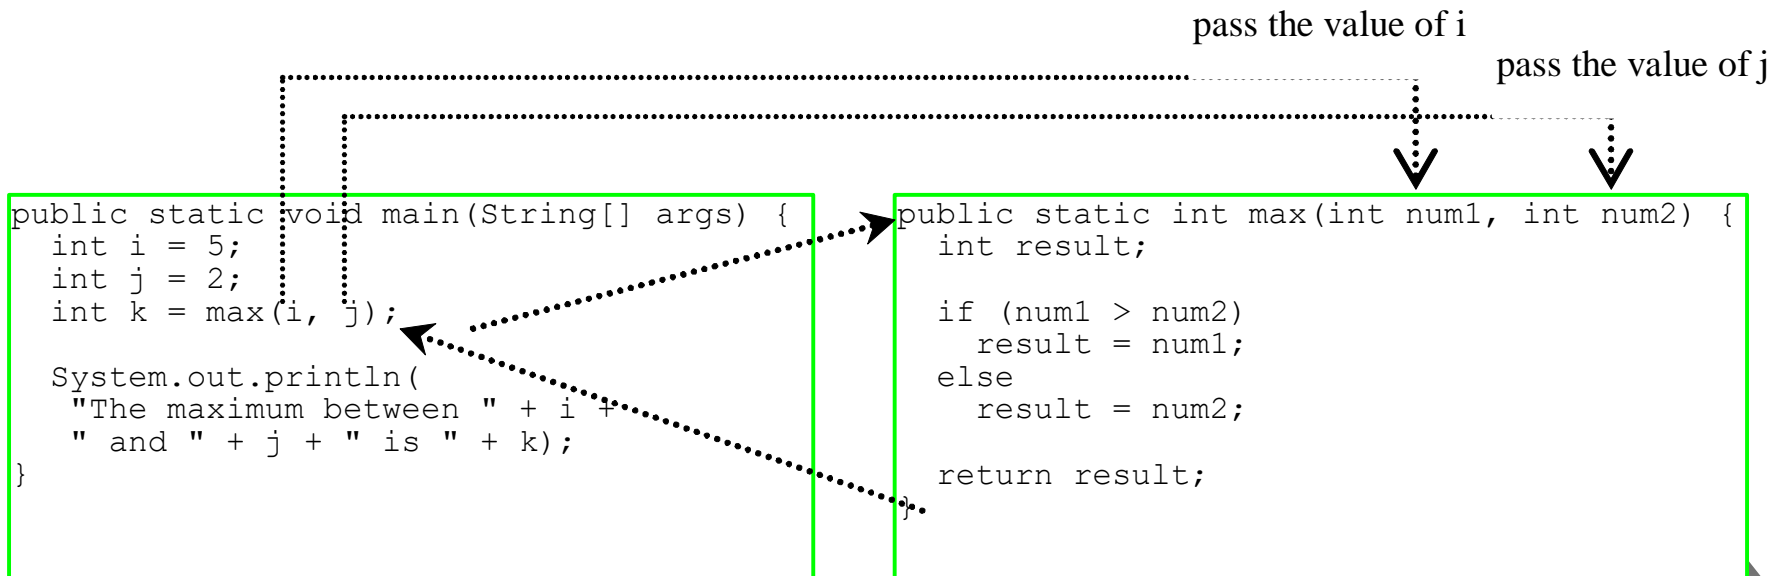 pass the value of i
pass the value of j
public static void main(String[] args) {
  int i = 5;
  int j = 2;
  int k = max(i, j);

  System.out.println(
   "The maximum between " + i +
   " and " + j + " is " + k);
}
public static int max(int num1, int num2) {
  int result;

  if (num1 > num2)
    result = num1;
  else
    result = num2;

  return result;
}